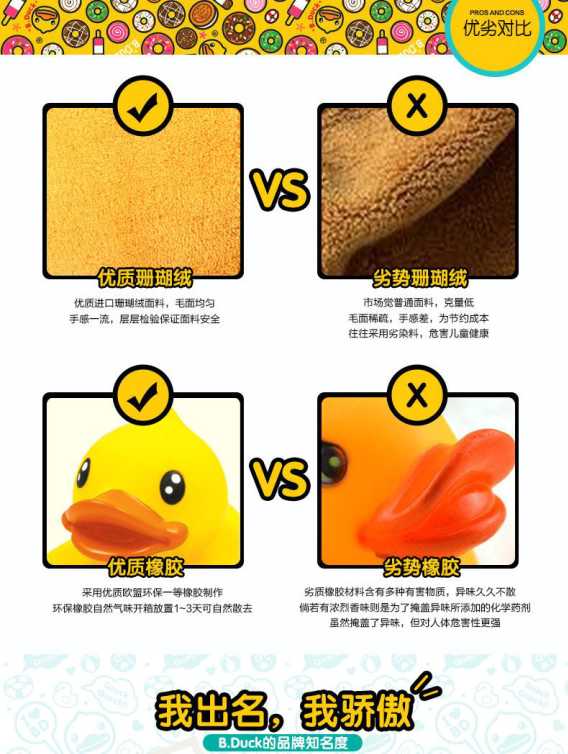 PROS AND CONS
优劣对比
VS
优质珊瑚绒
劣势珊瑚绒
优质进口珊瑚绒面料，毛面均匀
手感一流，层层检验保证面料安全
市场觉普通面料，克量低
毛面稀疏，手感差，为节约成本
往往采用劣染料，危害儿童健康
VS
优质橡胶
劣势橡胶
采用优质欧盟环保一等橡胶制作
环保橡胶自然气味开箱放置1~3天可自然散去
劣质橡胶材料含有多种有害物质，异味久久不散
倘若有浓烈香味则是为了掩盖异味所添加的化学药剂
虽然掩盖了异味，但对人体危害性更强
我出名，我骄傲
B.Duck的品牌知名度